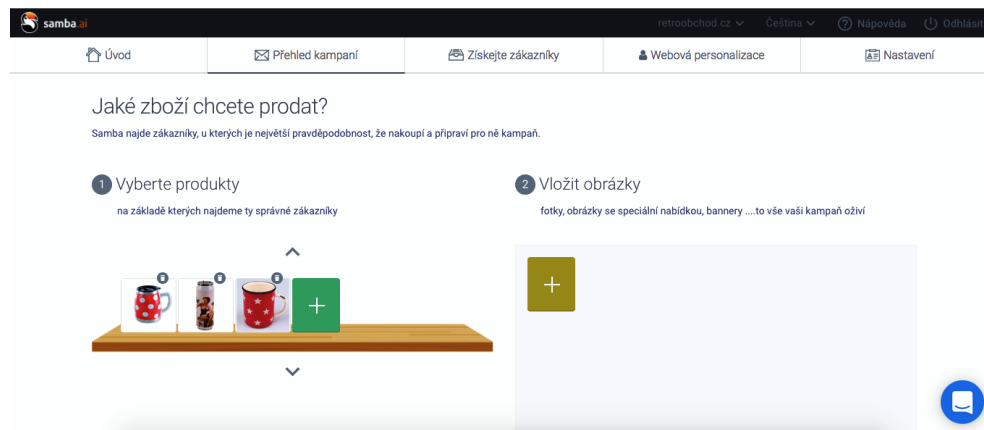 samba.ai
retroobchod.cz Čeština Nápověda Odhlásit
Úvod Přehled kampaní Získejte zákazníky Webová personalizace Nastavení
Jaké zboží chcete prodat?
Samba najde zákazníky, u kterých je největší pravděpodobnost, že nakoupí a připraví pro ně kampaň.
1 Vyberte produkty
na základě kterých najdeme ty správné zákazníky
2 Vložit obrázky
fotky, obrázky se speciální nabídkou, bannery ....to vše vaši kampaň oživí